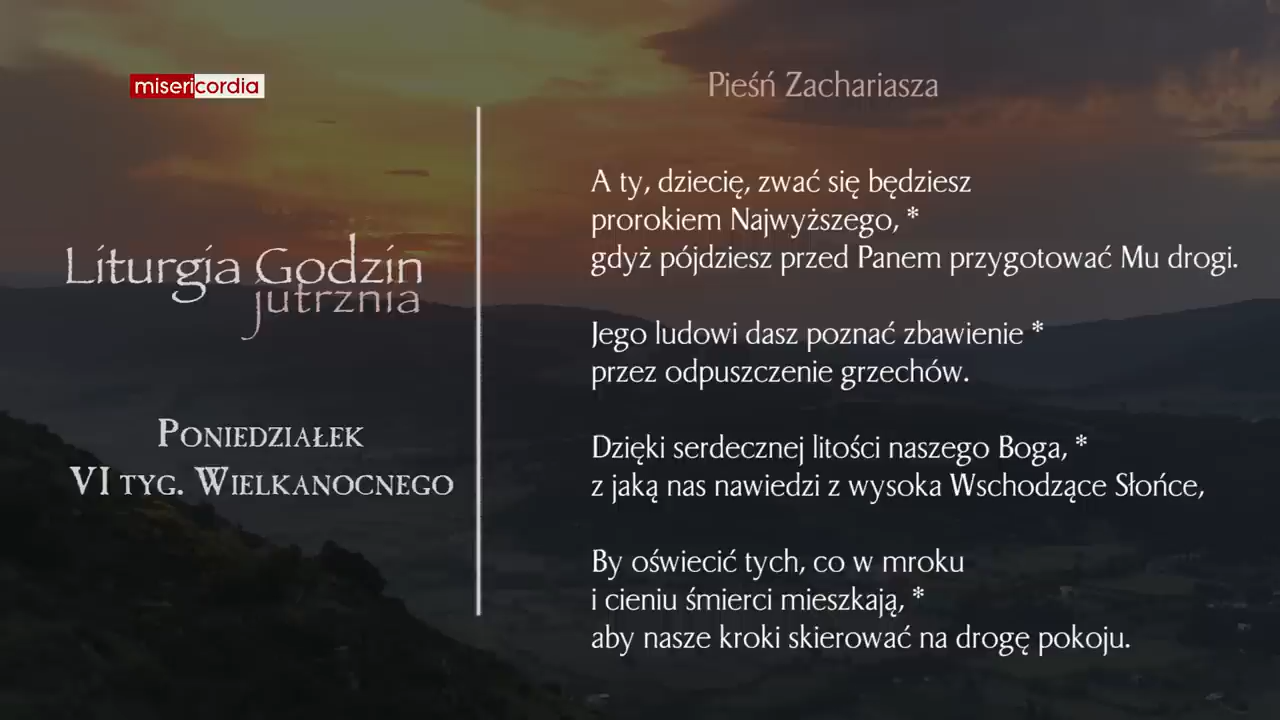 misericordia
Liturgia Godzin
jutrznia
Poniedziałek
VI tyg. Wielkanocnego
Pieśń Zachariasza
A ty, dziecię, zwać się będziesz
prorokiem Najwyższego, *
gdyż pójdziesz przed Panem przygotować Mu drogi.
Jego ludowi dasz poznać zbawienie *
przez odpuszczenie grzechów.
Dzięki serdecznej litości naszego Boga, *
z jaką nas nawiedzi z wysoka Wschodzące Słońce,
By oświecić tych, co w mroku
i cieniu śmierci mieszkają, *
aby nasze kroki skierować na drogę pokoju.